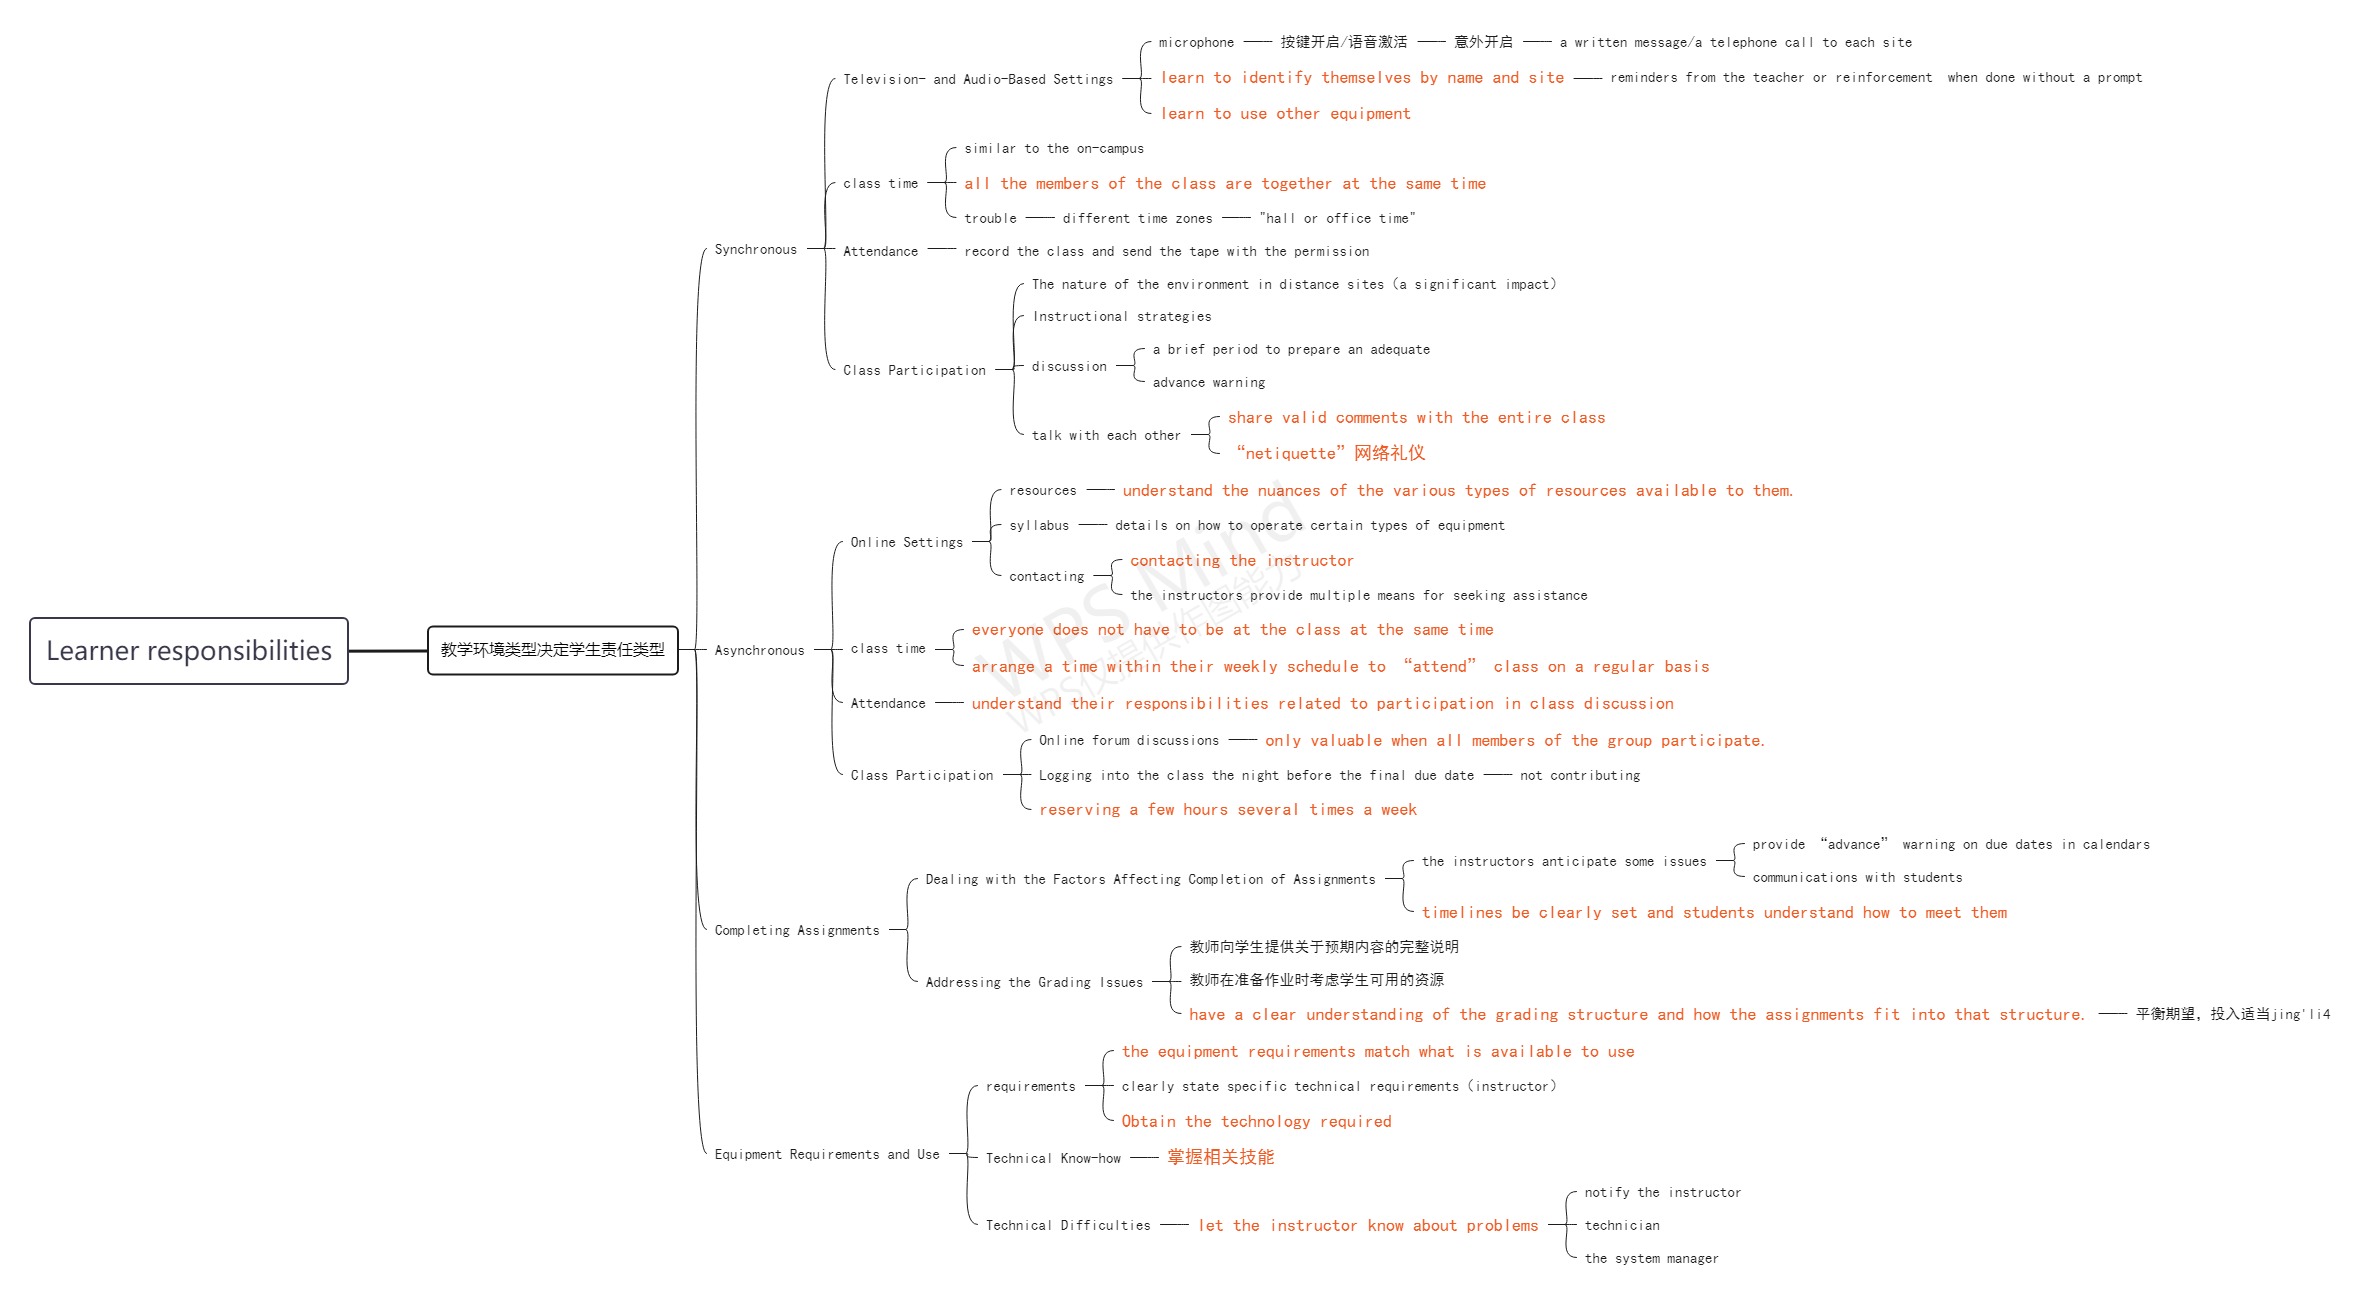 Learner responsibilities
教学环境类型决定学生责任类型
Synchronous
Television- and Audio-Based Settings
microphone
按键开启/语音激活
意外开启
a written message/a telephone call to each site
learn to identify themselves by name and site
reminders from the teacher or reinforcement when done without a prompt
learn to use other equipment
class time
similar to the on-campus
all the members of the class are together at the same time
trouble
different time zones
"hall or office time"
Attendance
record the class and send the tape with the permission
Class Participation
The nature of the environment in distance sites（a significant impact）
Instructional strategies
discussion
a brief period to prepare an adequate
advance warning
talk with each other
share valid comments with the entire class
“netiquette”网络礼仪
Asynchronous
Online Settings
resources
understand the nuances of the various types of resources available to them.
syllabus
details on how to operate certain types of equipment
contacting
contacting the instructor
the instructors provide multiple means for seeking assistance
class time
everyone does not have to be at the class at the same time
arrange a time within their weekly schedule to “attend” class on a regular basis
Attendance
understand their responsibilities related to participation in class discussion
Class Participation
Online forum discussions
only valuable when all members of the group participate.
Logging into the class the night before the final due date
not contributing
reserving a few hours several times a week
Completing Assignments
Dealing with the Factors Affecting Completion of Assignments
the instructors anticipate some issues
provide “advance” warning on due dates in calendars
communications with students
timelines be clearly set and students understand how to meet them
Addressing the Grading Issues
教师向学生提供关于预期内容的完整说明
教师在准备作业时考虑学生可用的资源
have a clear understanding of the grading structure and how the assignments fit into that structure.
平衡期望，投入适当jing'li4
Equipment Requirements and Use
requirements
the equipment requirements match what is available to use
clearly state specific technical requirements（instructor）
Obtain the technology required
Technical Know-how
掌握相关技能
Technical Difficulties
let the instructor know about problems
notify the instructor
technician
the system manager
WPS Mind
WPS仅提供作图能力